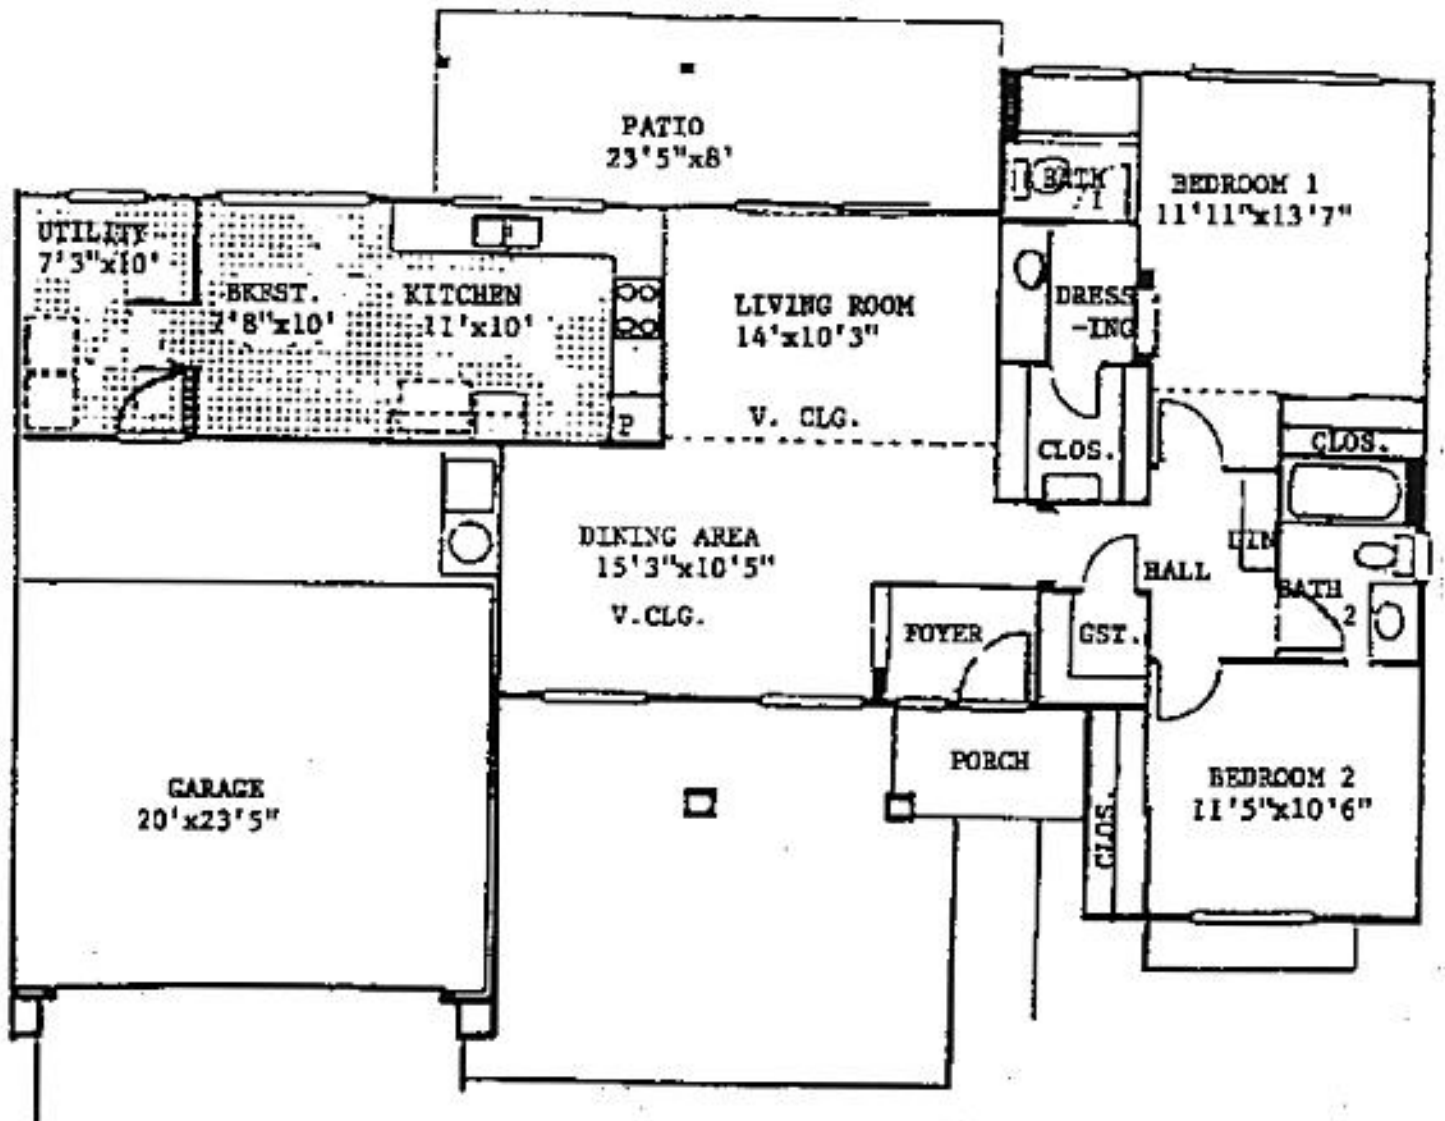 PATIO
23'5"x8'
BATH
1
BEDROOM 1
11'11"x13'7"
UTILITY
7'3"x10'
BKFST.
7'8"x10'
KITCHEN
11'x10'
LIVING ROOM
14'x10'3"
V. CLG.
DRESS
-ING
P
CLOS.
CLOS.
DINING AREA
15'3"x10'5"
V.CLG.
HALL
LIN
BATH
2
FOYER
GST.
GARAGE
20'x23'5"
PORCH
CLOS.
BEDROOM 2
11'5"x10'6"